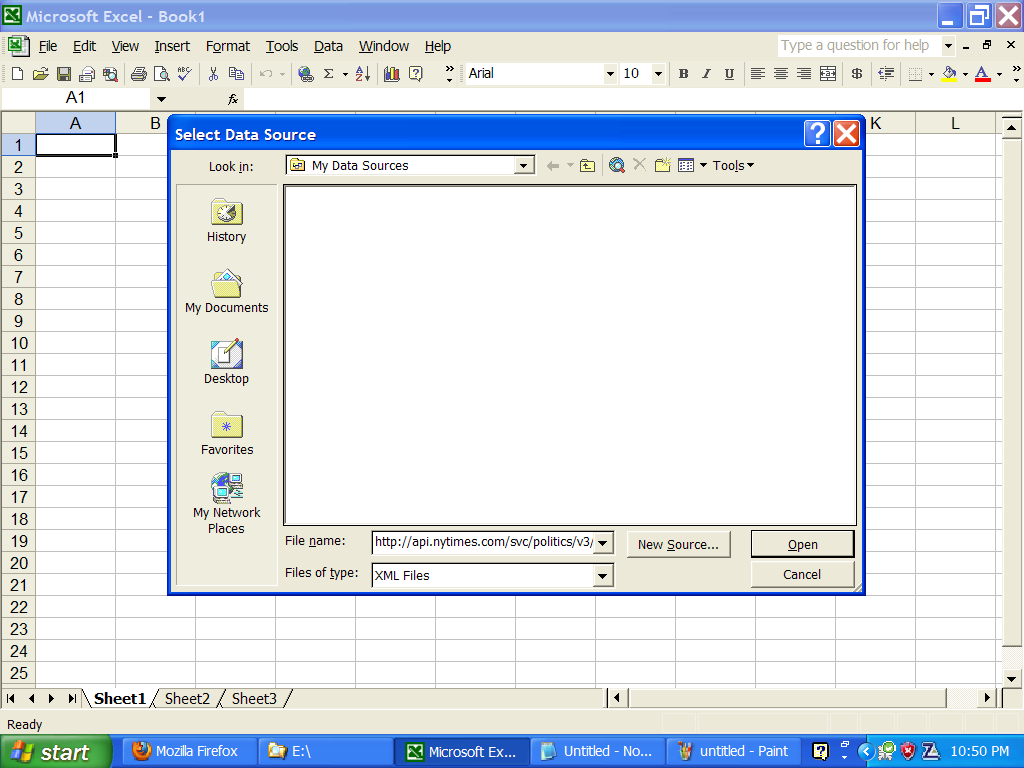 Microsoft Excel - Book1
File Edit View Insert Format Tools Data Window Help Type a question for help
Arial 10 B I U $
A1 fx
A B K L
Select Data Source
Look in: My Data Sources Tools
History
My Documents
Desktop
Favorites
My Network
Places
File name: http://api.nytimes.com/svc/politics/v3/ New Source... Open
Files of type: XML Files Cancel
1
2
3
4
5
6
7
8
9
10
11
12
13
14
15
16
17
18
19
20
21
22
23
24
25
Sheet1 Sheet2 Sheet3
Ready
start Mozilla Firefox E:\ Microsoft Ex... Untitled - No... untitled - Paint 10:50 PM